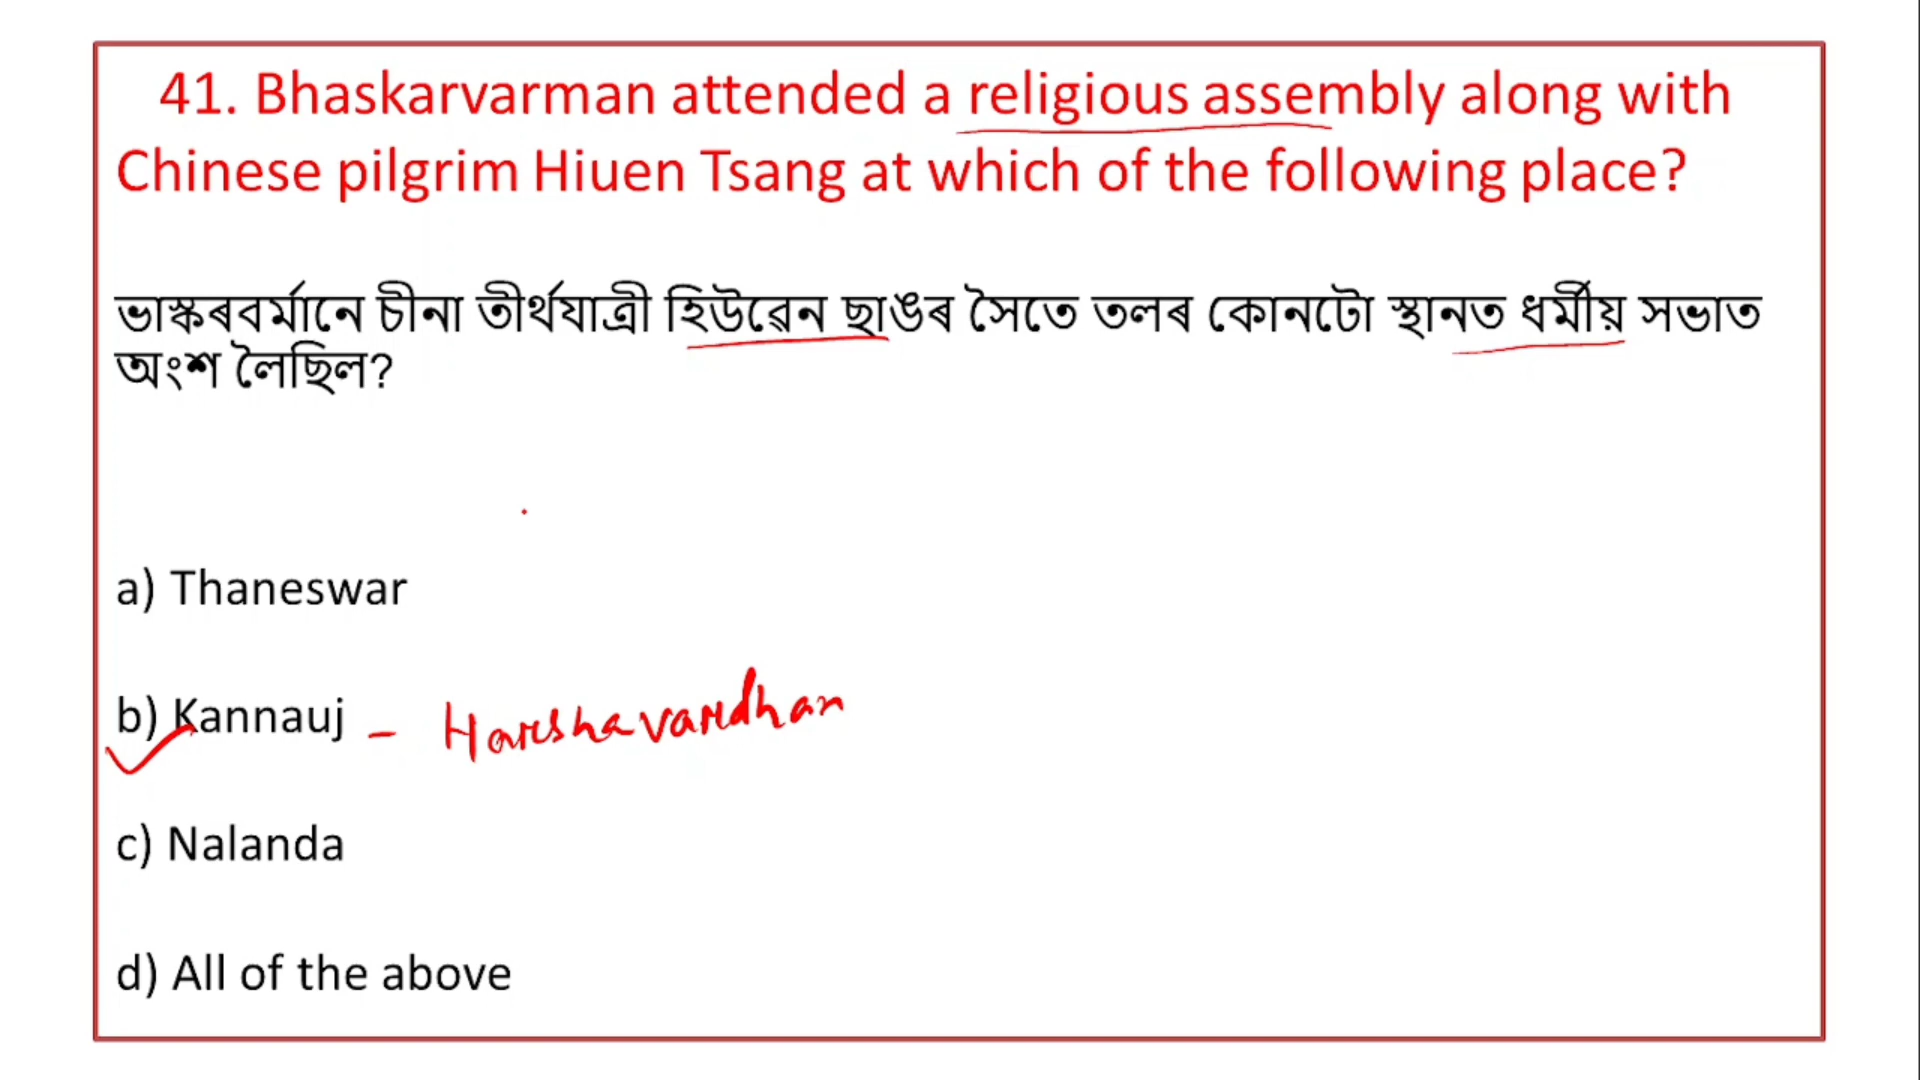 41. Bhaskarvarman attended a religious assembly along with
Chinese pilgrim Hiuen Tsang at which of the following place?
ভাস্কৰবৰ্মানে চীনা তীৰ্থযাত্ৰী হিউৱেন ছাঙৰ সৈতে তলৰ কোনটো স্থানত ধৰ্মীয় সভাত
অংশ লৈছিল?
a) Thaneswar
b) Kannauj - Harshavardhan
c) Nalanda
d) All of the above